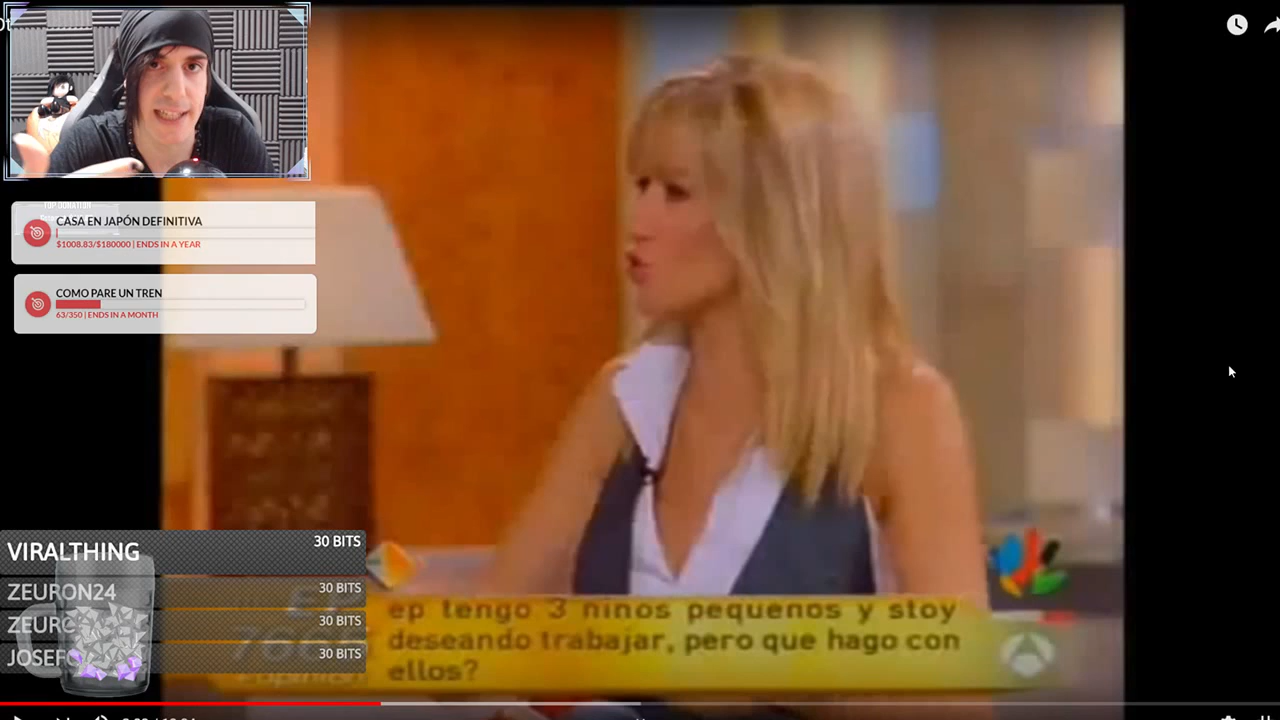 TOP DONATION
CASA EN JAPÓN DEFINITIVA
$1008.83/$180000 | ENDS IN A YEAR
COMO PARE UN TREN
63/350 | ENDS IN A MONTH
VIRALTHING 30 BITS
ZEURON24 30 BITS
30 BITS
30 BITS
ep tengo 3 ninos pequenos y stoy
deseando trabajar, pero que hago con
ellos?